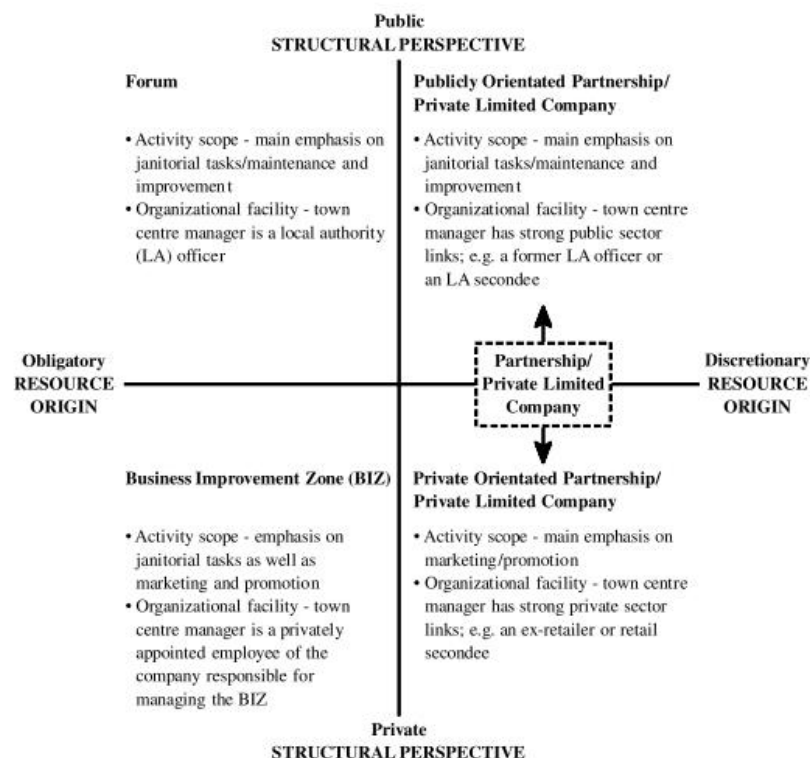 Public
STRUCTURAL PERSPECTIVE
Forum
• Activity scope - main emphasis on
janitorial tasks/maintenance and
improvement
• Organizational facility - town
centre manager is a local authority
(LA) officer
Publicly Orientated Partnership/
Private Limited Company
• Activity scope - main emphasis on
janitorial tasks/maintenance and
improvement
• Organizational facility - town centre
manager has strong public sector
links; e.g. a former LA officer or
an LA secondee
Obligatory
RESOURCE
ORIGIN
Partnership/
Private Limited
Company
Discretionary
RESOURCE
ORIGIN
Business Improvement Zone (BIZ)
• Activity scope - emphasis on
janitorial tasks as well as
marketing and promotion
• Organizational facility - town
centre manager is a privately
appointed employee of the
company responsible for
managing the BIZ
Private Orientated Partnership/
Private Limited Company
• Activity scope - main emphasis on
marketing/promotion
• Organizational facility - town centre
manager has strong private sector
links; e.g. an ex-retailer or retail
secondee
Private
STRUCTURAL PERSPECTIVE